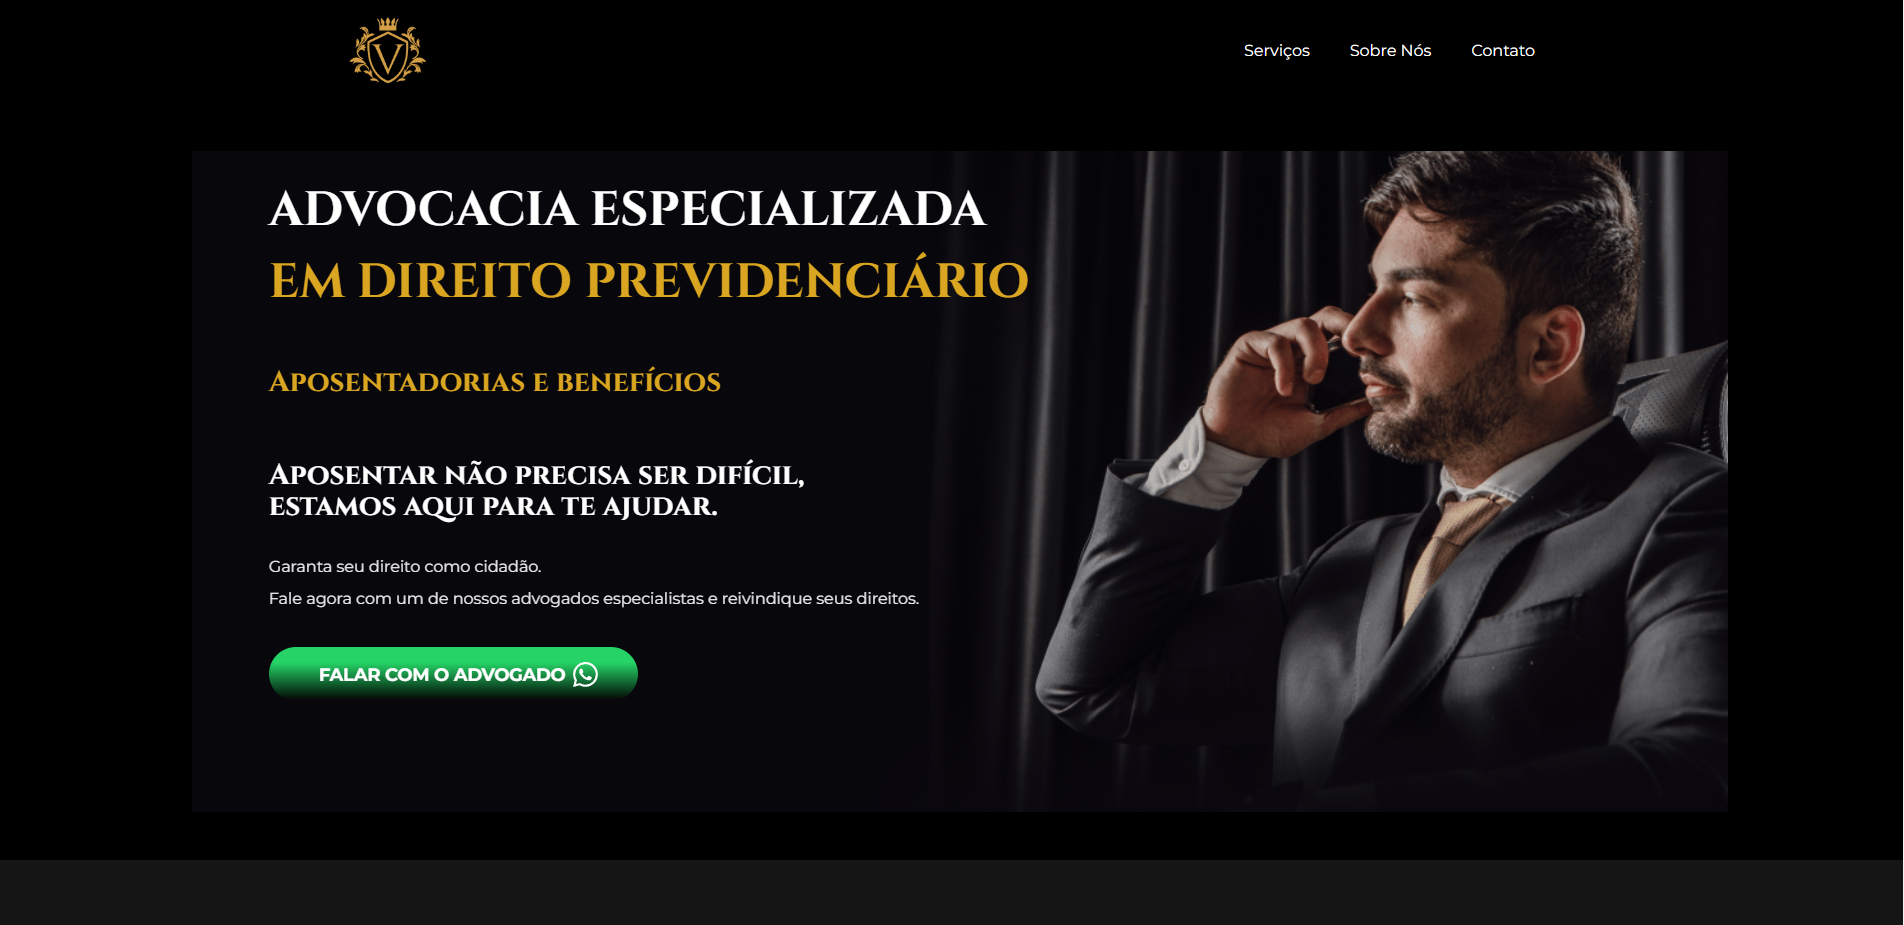 V
Serviços
Sobre Nós
Contato
ADVOCACIA ESPECIALIZADA
EM DIREITO PREVIDENCIÁRIO
Aposentadorias e benefícios
Aposentar não precisa ser difícil,
estamos aqui para te ajudar.
Garanta seu direito como cidadão.
Fale agora com um de nossos advogados especialistas e reivindique seus direitos.
FALAR COM O ADVOGADO